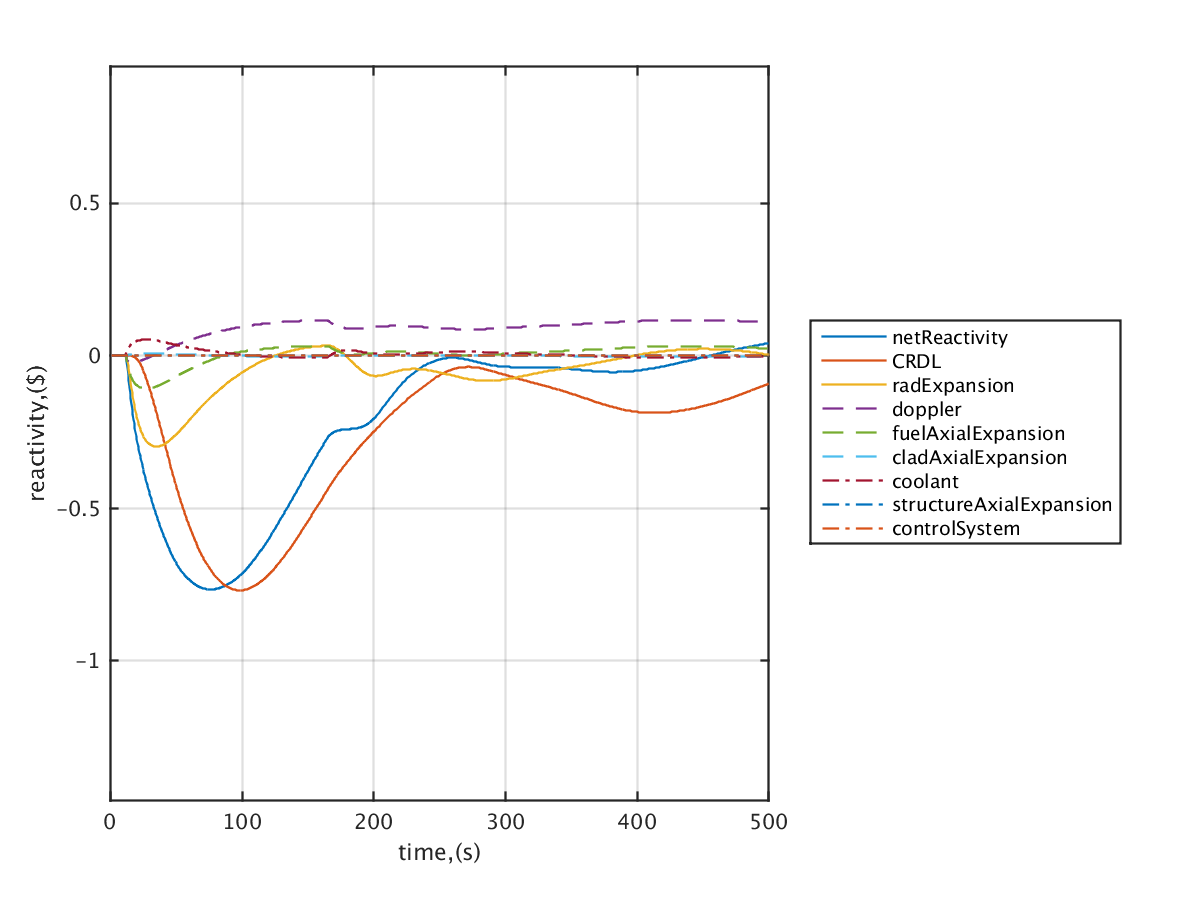 0.5
0
−0.5
−1
reactivity,($)
0
100
200
300
400
500
time,(s)
netReactivity
CRDL
radExpansion
doppler
fuelAxialExpansion
cladAxialExpansion
coolant
structureAxialExpansion
controlSystem